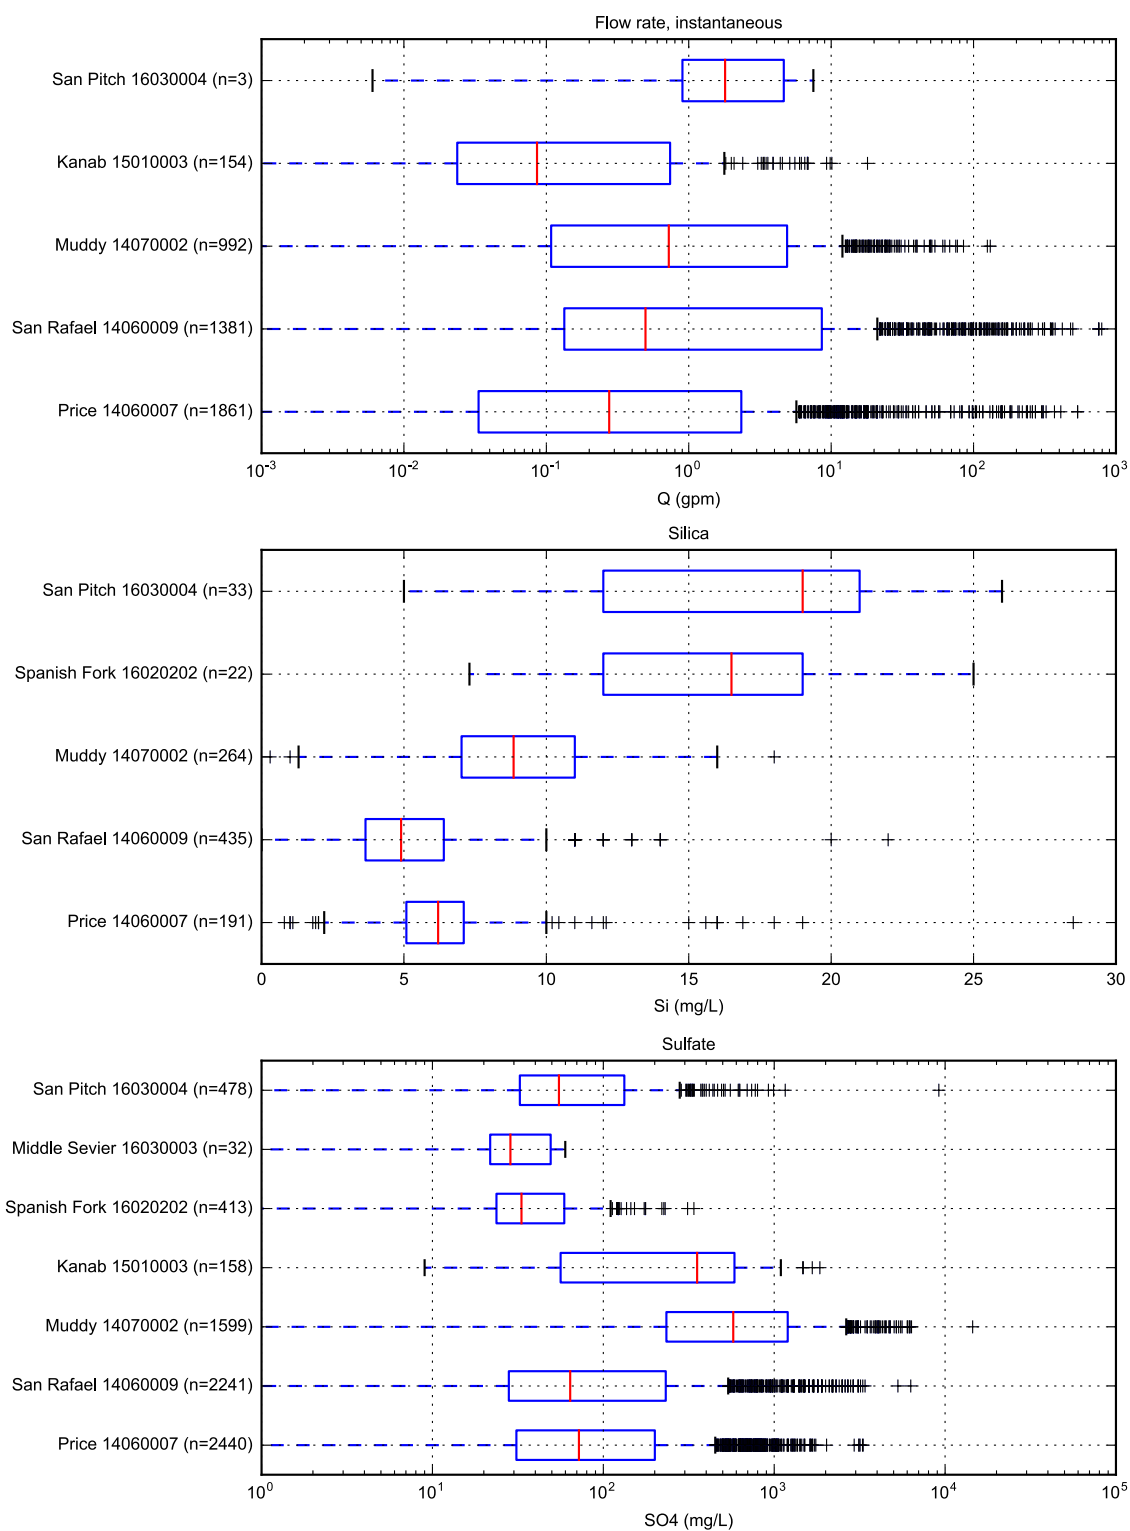 Flow rate, instantaneous
San Pitch 16030004 (n=3)
Kanab 15010003 (n=154)
Muddy 14070002 (n=992)
San Rafael 14060009 (n=1381)
Price 14060007 (n=1861)
10⁻³ 10⁻² 10⁻¹ 10⁰ 10¹ 10² 10³
Q (gpm)
Silica
San Pitch 16030004 (n=33)
Spanish Fork 16020202 (n=22)
Muddy 14070002 (n=264)
San Rafael 14060009 (n=435)
Price 14060007 (n=191)
0 5 10 15 20 25 30
Si (mg/L)
Sulfate
San Pitch 16030004 (n=478)
Middle Sevier 16030003 (n=32)
Spanish Fork 16020202 (n=413)
Kanab 15010003 (n=158)
Muddy 14070002 (n=1599)
San Rafael 14060009 (n=2241)
Price 14060007 (n=2440)
10⁰ 10¹ 10² 10³ 10⁴ 10⁵
SO4 (mg/L)